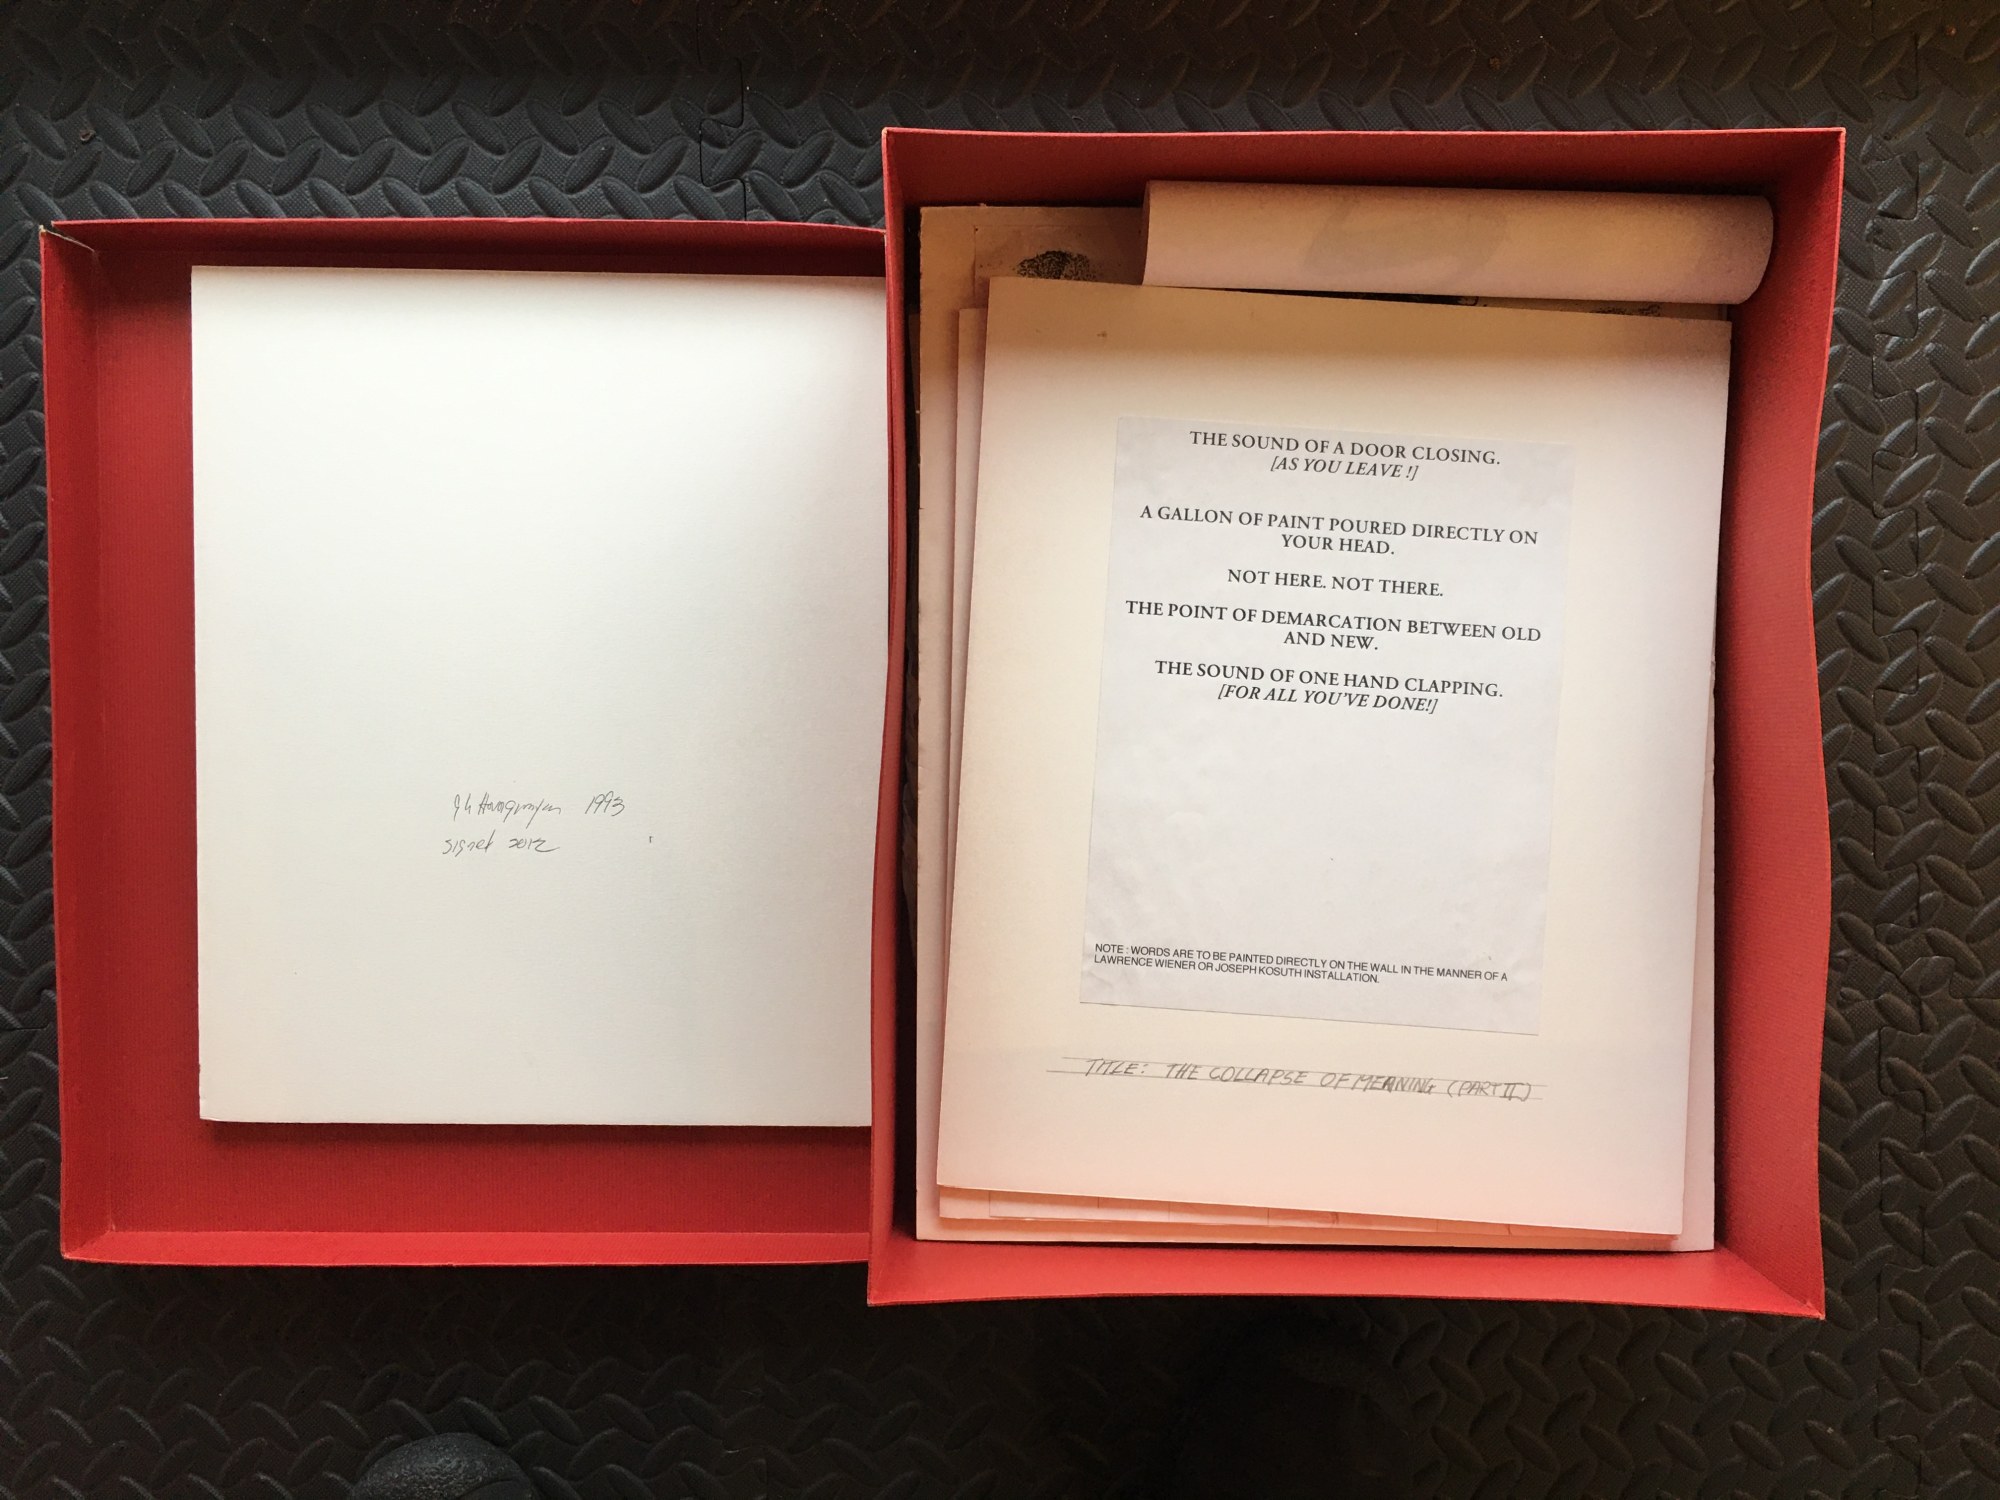 1993
signed 2012
THE SOUND OF A DOOR CLOSING.
[AS YOU LEAVE !]
A GALLON OF PAINT POURED DIRECTLY ON
YOUR HEAD.
NOT HERE. NOT THERE.
THE POINT OF DEMARCATION BETWEEN OLD
AND NEW.
THE SOUND OF ONE HAND CLAPPING.
[FOR ALL YOU'VE DONE!]
NOTE : WORDS ARE TO BE PAINTED DIRECTLY ON THE WALL IN THE MANNER OF A
LAWRENCE WIENER OR JOSEPH KOSUTH INSTALLATION.
TITLE: THE COLLAPSE OF MEANING (PART II)